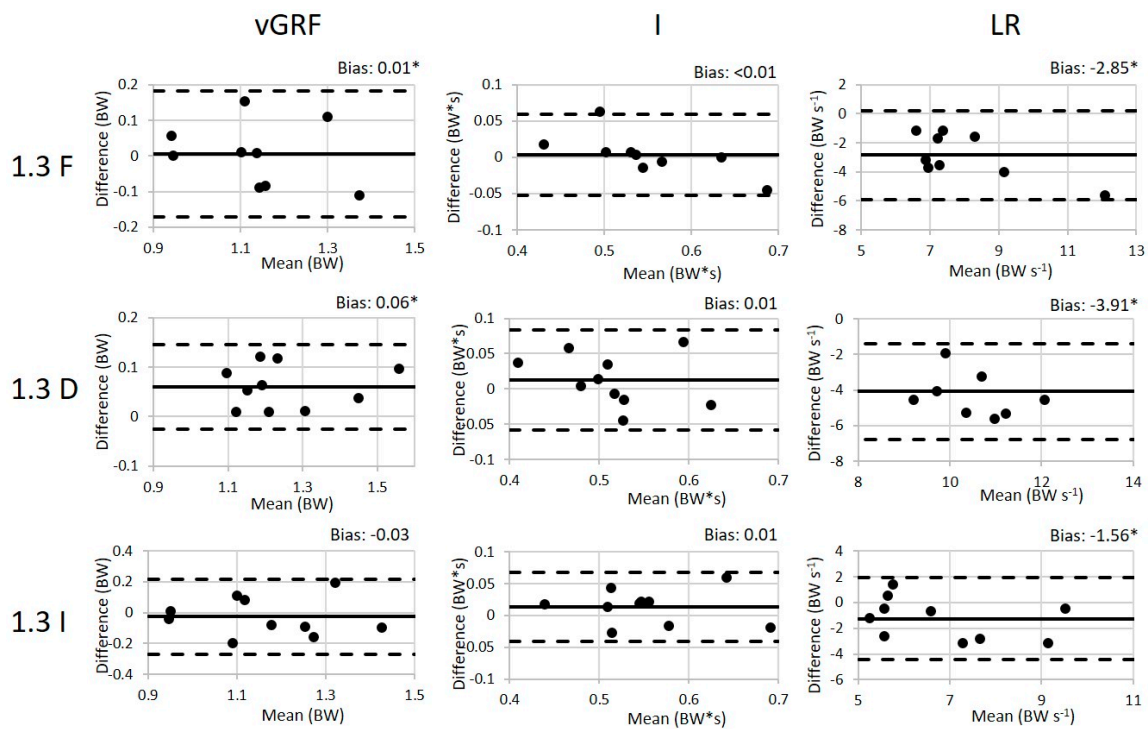 vGRF
I
LR
1.3 F
Bias: 0.01*
Difference (BW)
0.2
0.1
0
-0.1
-0.2
0.9
1.1
1.3
1.5
Mean (BW)
Bias: <0.01
Difference (BW*s)
0.1
0.05
0
-0.05
-0.1
0.4
0.5
0.6
0.7
Mean (BW*s)
Bias: -2.85*
Difference (BW s⁻¹)
2
0
-2
-4
-6
-8
5
7
9
11
13
Mean (BW s⁻¹)
1.3 D
Bias: 0.06*
Difference (BW)
0.2
0.1
0
-0.1
0.9
1.1
1.3
1.5
Mean (BW)
Bias: 0.01
Difference (BW*s)
0.1
0.05
0
-0.05
-0.1
0.4
0.5
0.6
0.7
Mean (BW*s)
Bias: -3.91*
Difference (BW s⁻¹)
0
-2
-4
-6
-8
8
10
12
14
Mean (BW s⁻¹)
1.3 I
Bias: -0.03
Difference (BW)
0.4
0.2
0
-0.2
-0.4
0.9
1.1
1.3
1.5
Mean (BW)
Bias: 0.01
Difference (BW*s)
0.1
0.05
0
-0.05
-0.1
0.4
0.5
0.6
0.7
Mean (BW*s)
Bias: -1.56*
Difference (BW s⁻¹)
4
2
0
-2
-4
-6
5
7
9
11
Mean (BW s⁻¹)